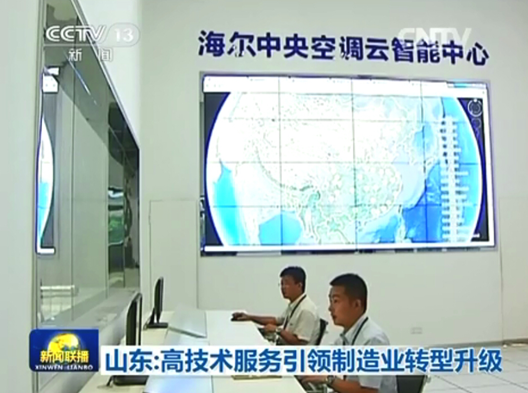 CCTV 13
新闻
CNTV
海尔中央空调云智能中心
新闻联播
XINWEN LIANBO
山东:高技术服务引领制造业转型升级